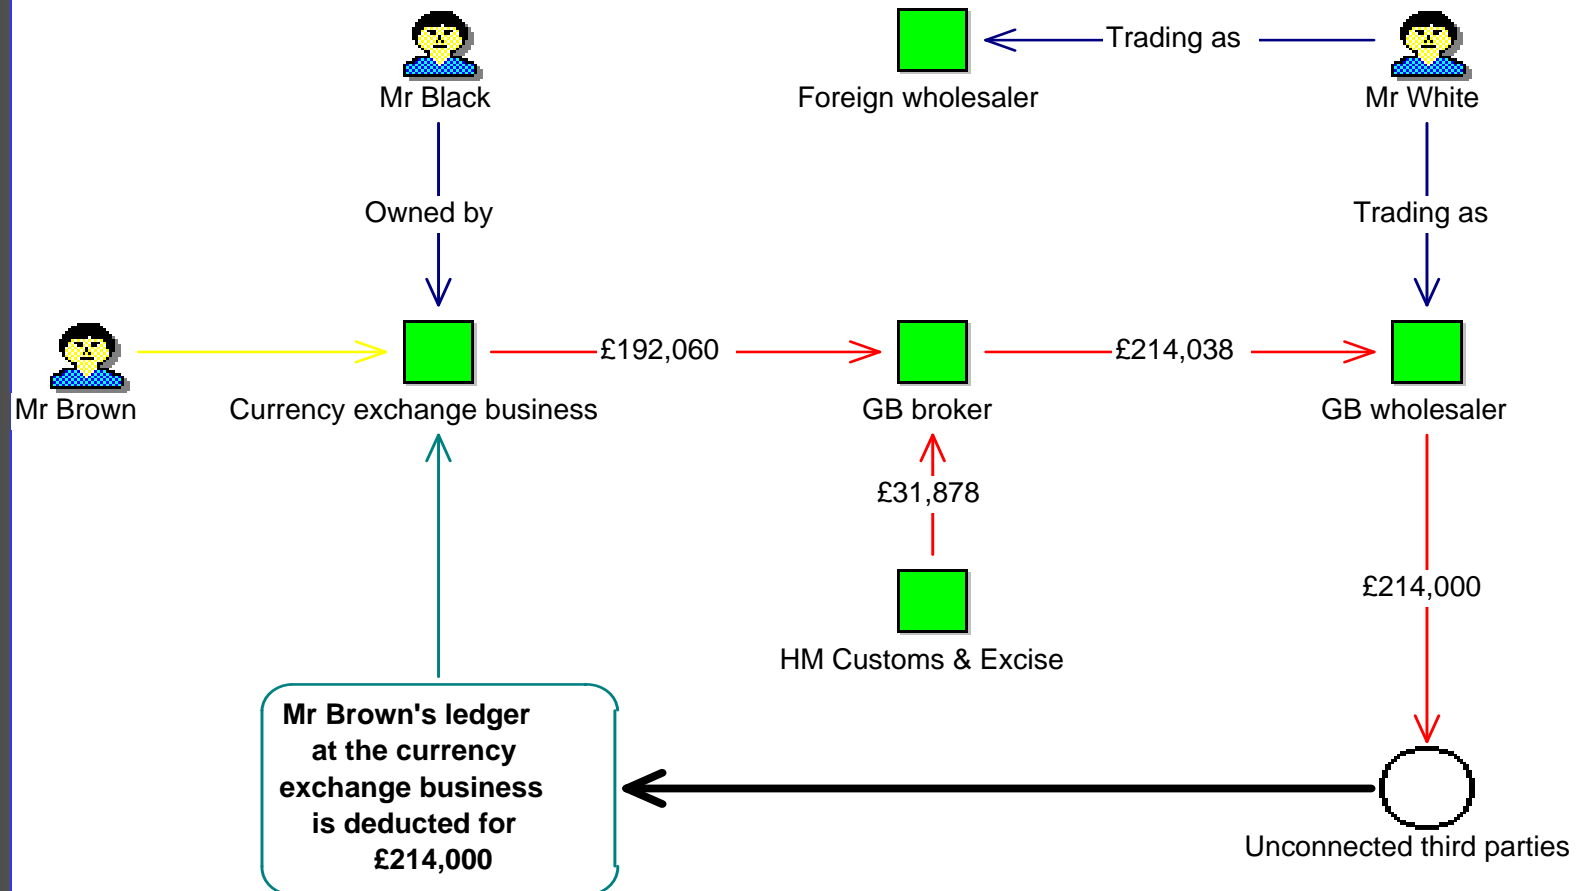 Trading as
Mr Black
Foreign wholesaler
Mr White
Owned by
Trading as
£192,060
£214,038
Mr Brown
Currency exchange business
GB broker
GB wholesaler
£31,878
£214,000
HM Customs & Excise
Mr Brown's ledger
at the currency
exchange business
is deducted for
£214,000
Unconnected third parties